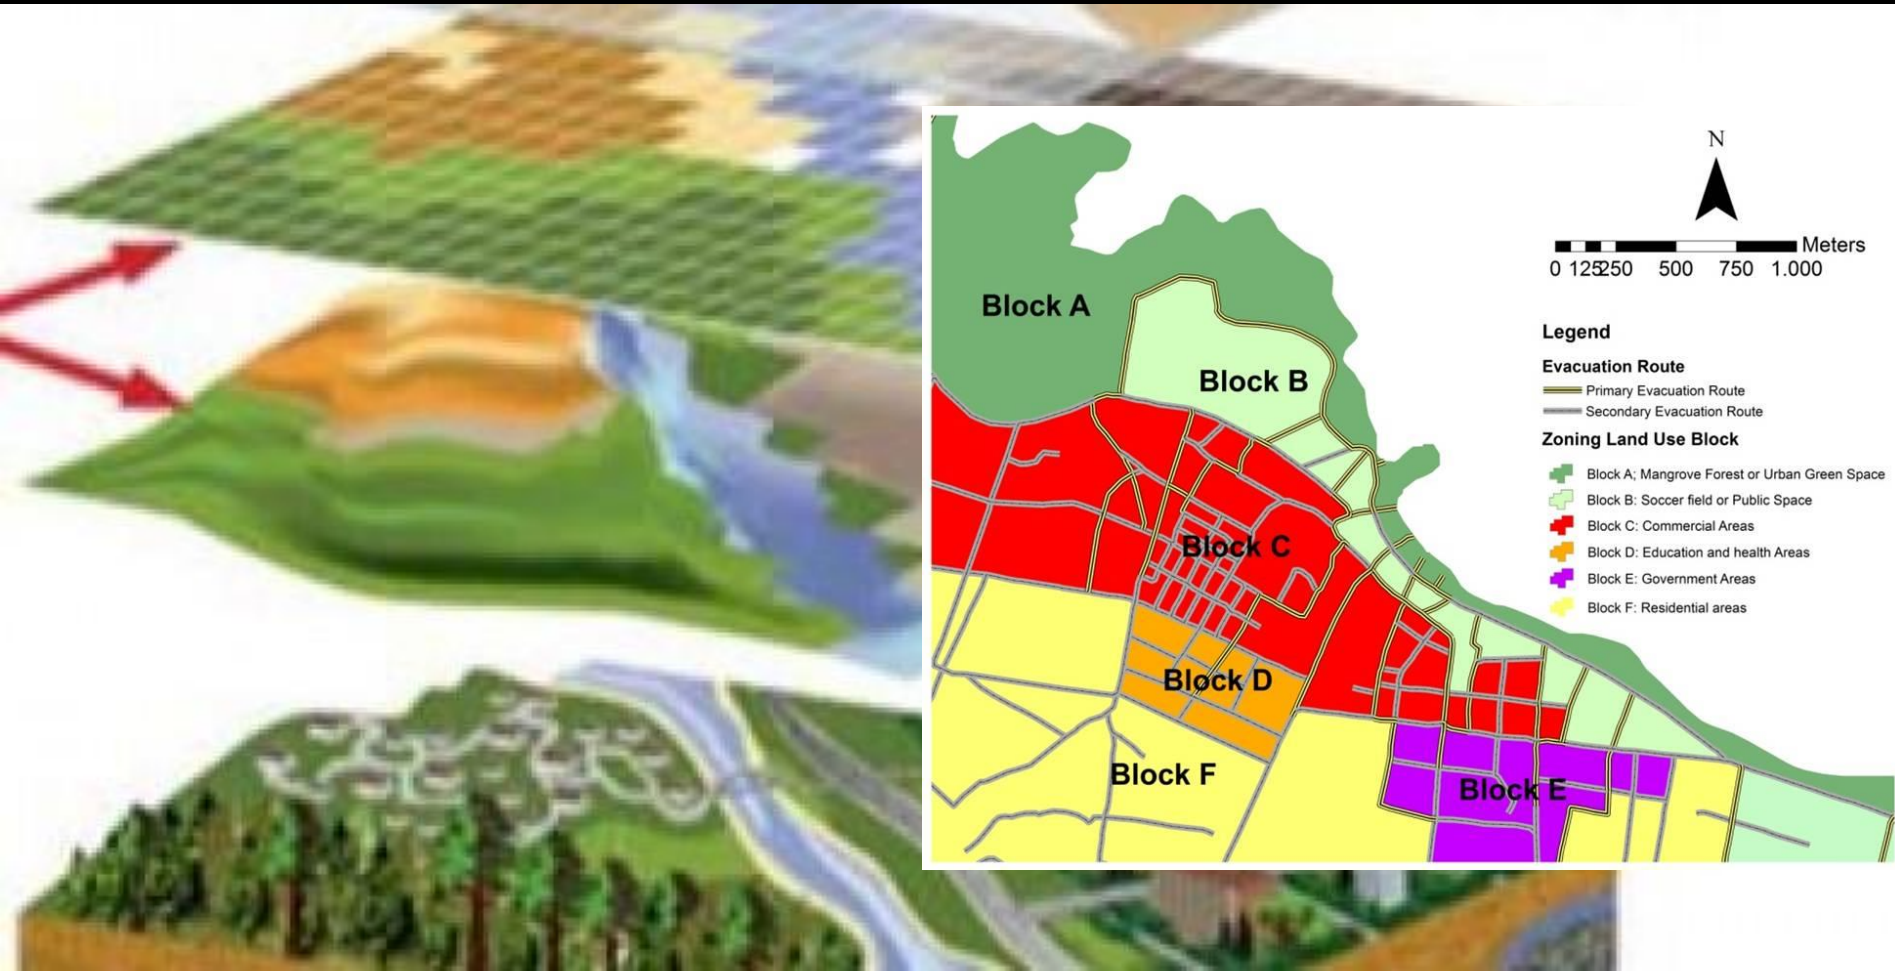 N
Meters
0 125250 500 750 1.000
Block A
Block B
Block C
Block D
Block E
Block F
Legend
Evacuation Route
Primary Evacuation Route
Secondary Evacuation Route
Zoning Land Use Block
Block A; Mangrove Forest or Urban Green Space
Block B: Soccer field or Public Space
Block C: Commercial Areas
Block D: Education and health Areas
Block E: Government Areas
Block F: Residential areas